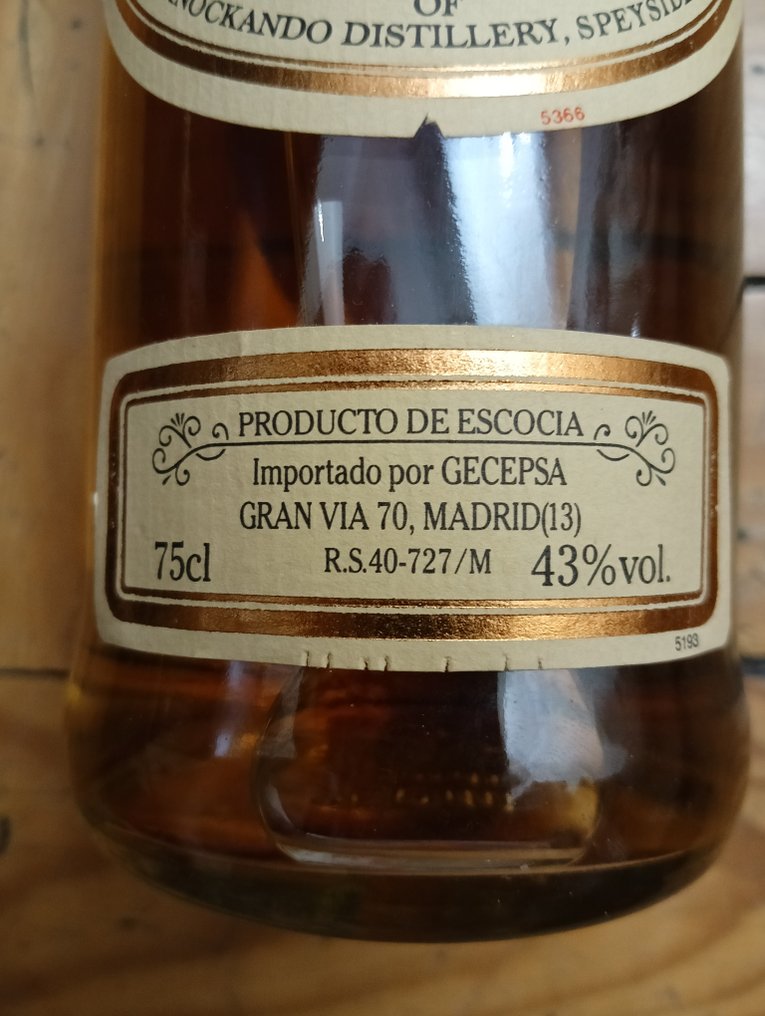 OF
NOCKANDO DISTILLERY, SPEYSIDE
5366
PRODUCTO DE ESCOCIA
Importado por GECEPSA
GRAN VIA 70, MADRID(13)
75cl R.S.40-727/M 43%vol.
5193